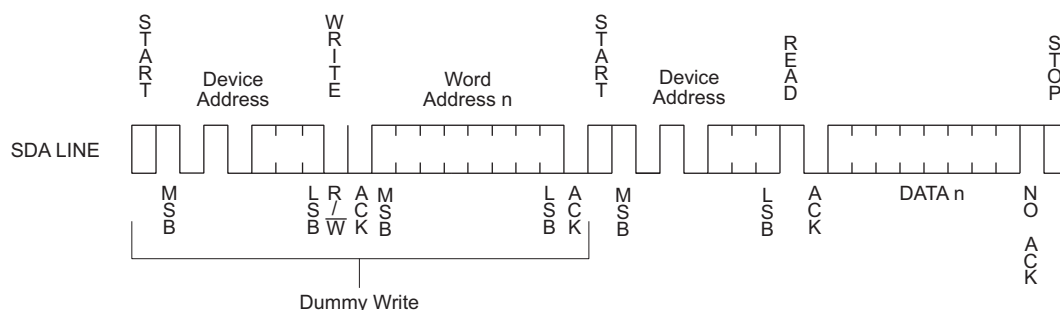 START
WRITE
START
READ
STOP
Device
Address
Word
Address n
Device
Address
SDA LINE
MSB
LSB
R/W
ACK
MSB
LSB
ACK
MSB
LSB
ACK
DATA n
NO ACK
Dummy Write